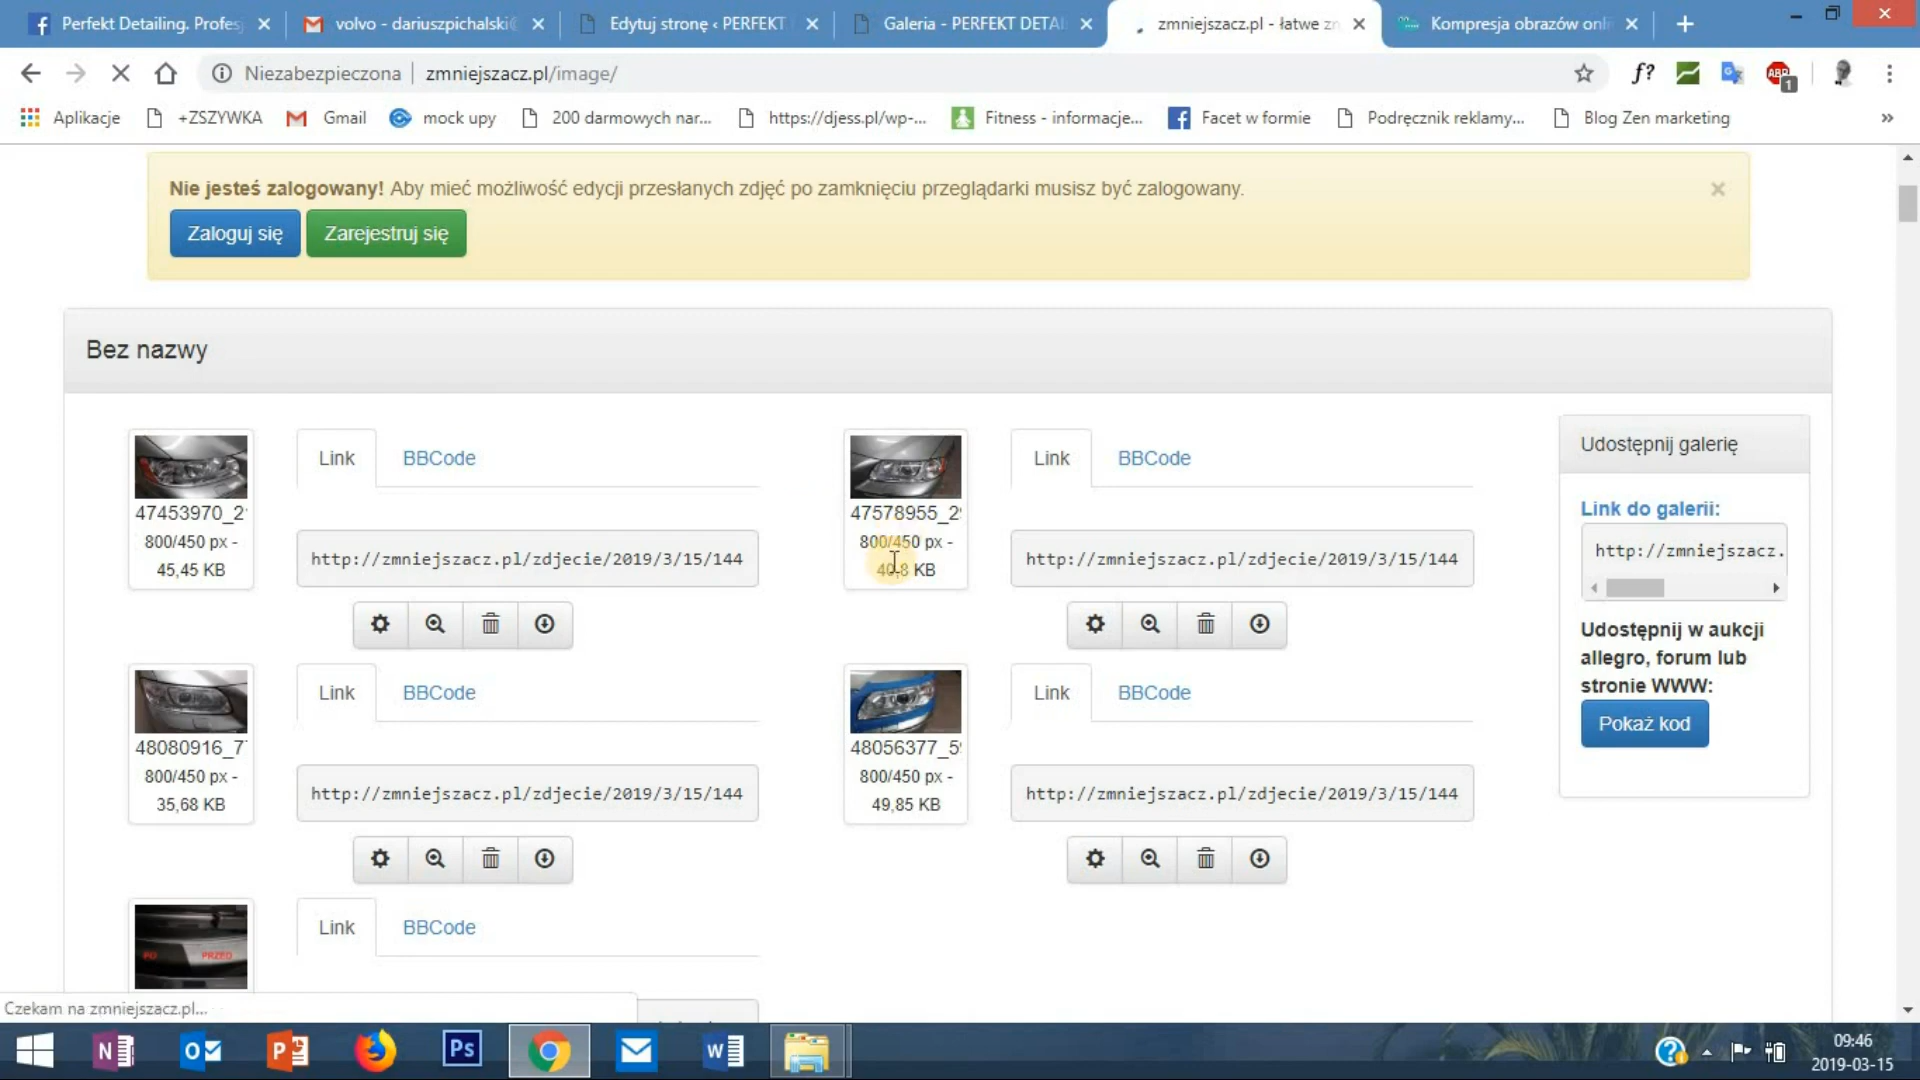 Perfekt Detailing. Profes
volvo - dariuszpichalski
Edytuj stronę ‹ PERFEKT
Galeria - PERFEKT DETAI
zmniejszacz.pl - łatwe zn
Kompresja obrazów onli
Niezabezpieczona zmniejszacz.pl/image/
f?
ABP
1
Aplikacje
+ZSZYWKA
Gmail
mock upy
200 darmowych nar...
https://djess.pl/wp-...
Fitness - informacje...
Facet w formie
Podręcznik reklamy...
Blog Zen marketing
»
Nie jesteś zalogowany! Aby mieć możliwość edycji przesłanych zdjęć po zamknięciu przeglądarki musisz być zalogowany.
×
Zaloguj się
Zarejestruj się
Bez nazwy
Link BBCode
47453970_2
800/450 px -
45,45 KB
http://zmniejszacz.pl/zdjecie/2019/3/15/144
Link BBCode
47578955_2
800/450 px -
40,8 KB
http://zmniejszacz.pl/zdjecie/2019/3/15/144
Udostępnij galerię
Link do galerii:
http://zmniejszacz.
Udostępnij w aukcji
allegro, forum lub
stronie WWW:
Pokaż kod
Link BBCode
48080916_7
800/450 px -
35,68 KB
http://zmniejszacz.pl/zdjecie/2019/3/15/144
Link BBCode
48056377_5
800/450 px -
49,85 KB
http://zmniejszacz.pl/zdjecie/2019/3/15/144
Link BBCode
PO PRZED
Czekam na zmniejszacz.pl...
Ps
09:46
2019-03-15